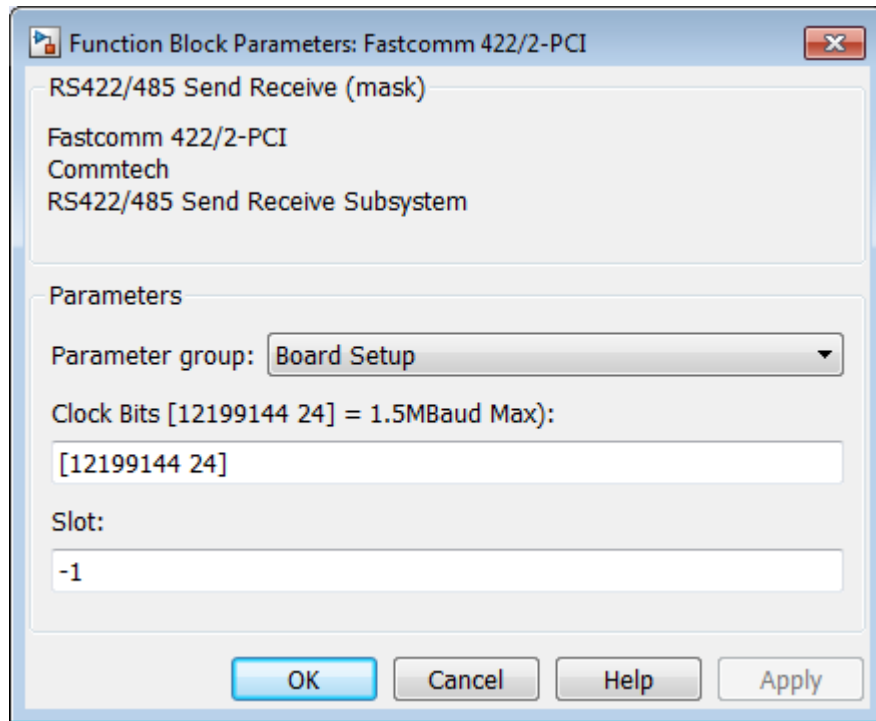 Function Block Parameters: Fastcomm 422/2-PCI
RS422/485 Send Receive (mask)
Fastcomm 422/2-PCI
Commtech
RS422/485 Send Receive Subsystem
Parameters
Parameter group: Board Setup
Clock Bits [12199144 24] = 1.5MBaud Max):
[12199144 24]
Slot:
-1
OK Cancel Help Apply